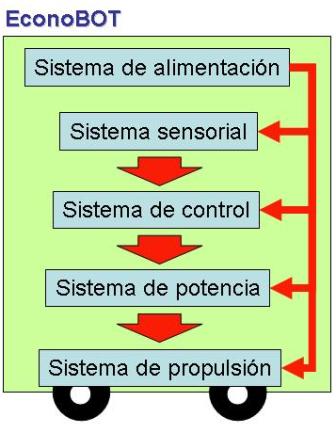 EconoBOT
Sistema de alimentación
Sistema sensorial
Sistema de control
Sistema de potencia
Sistema de propulsión